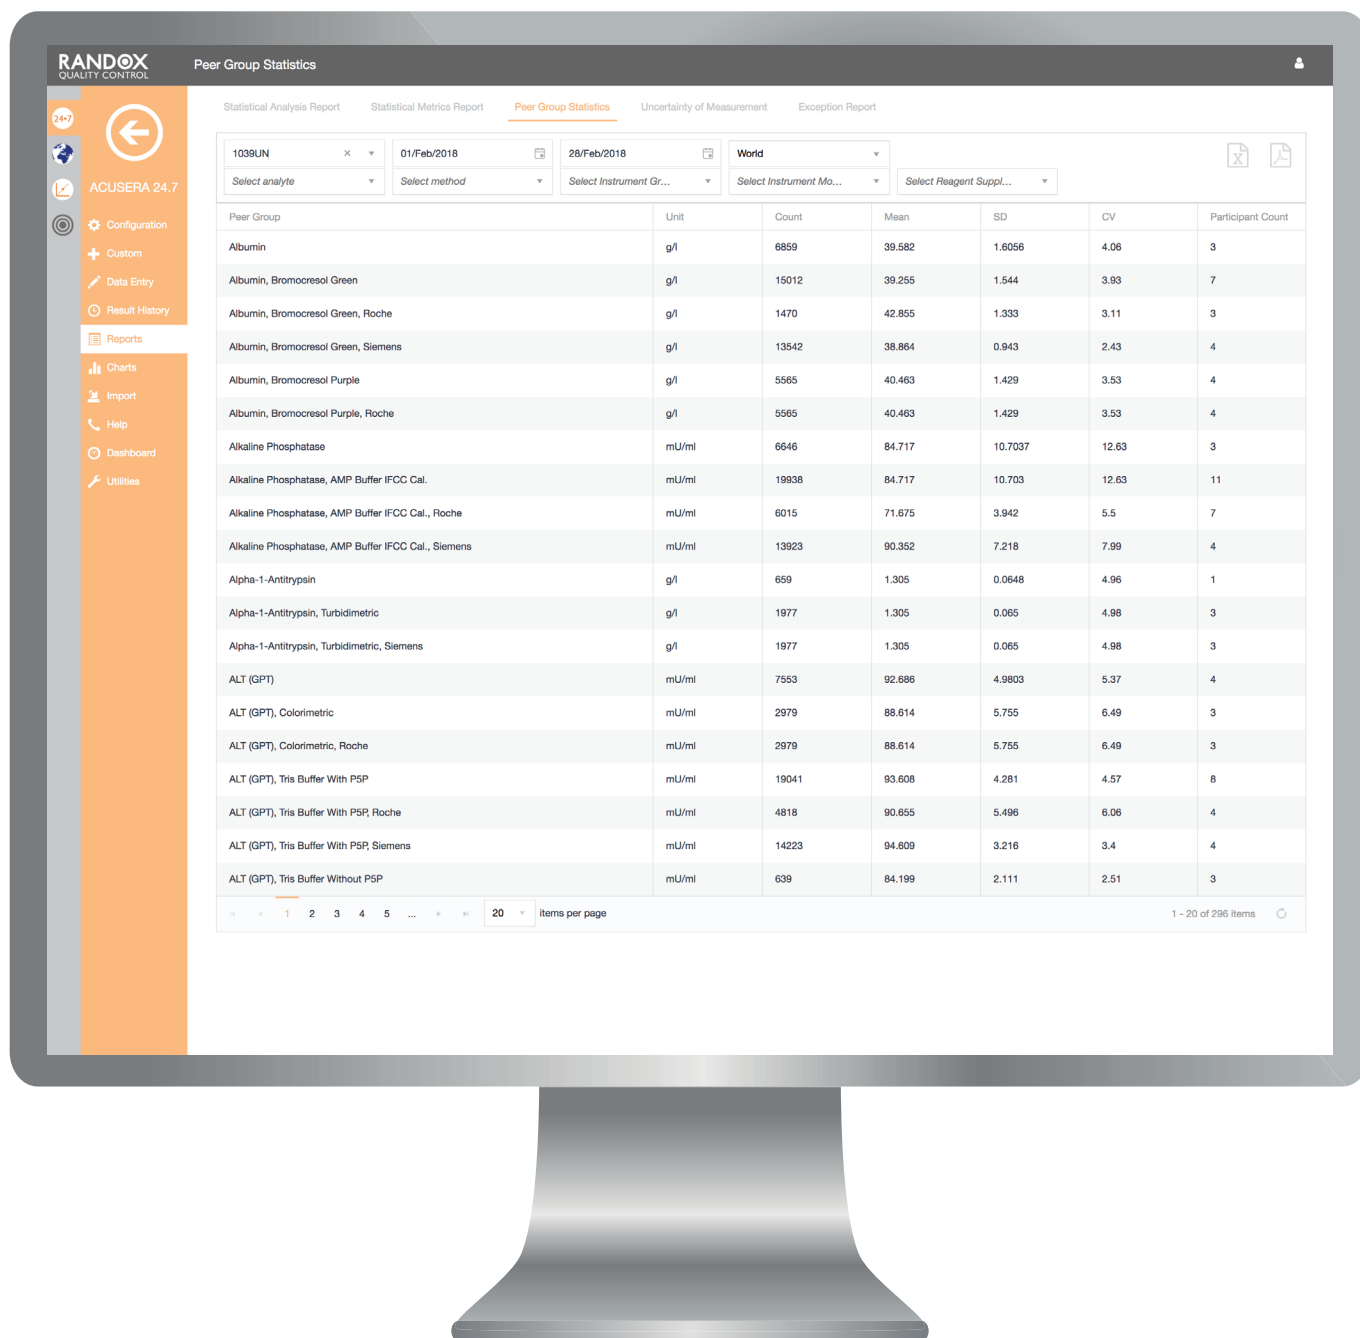 RANDOX
QUALITY CONTROL
Peer Group Statistics
24•7
ACUSERA 24.7
Configuration
Custom
Data Entry
Result History
Reports
Charts
Import
Help
Dashboard
Utilities
Statistical Analysis Report Statistical Metrics Report Peer Group Statistics Uncertainty of Measurement Exception Report
1039UN 01/Feb/2018 28/Feb/2018 World
Select analyte Select method Select Instrument Gr... Select Instrument Mo... Select Reagent Suppl...
Peer Group Unit Count Mean SD CV Participant Count
Albumin g/l 6859 39.582 1.6056 4.06 3
Albumin, Bromocresol Green g/l 15012 39.255 1.544 3.93 7
Albumin, Bromocresol Green, Roche g/l 1470 42.855 1.333 3.11 3
Albumin, Bromocresol Green, Siemens g/l 13542 38.864 0.943 2.43 4
Albumin, Bromocresol Purple g/l 5565 40.463 1.429 3.53 4
Albumin, Bromocresol Purple, Roche g/l 5565 40.463 1.429 3.53 4
Alkaline Phosphatase mU/ml 6646 84.717 10.7037 12.63 3
Alkaline Phosphatase, AMP Buffer IFCC Cal. mU/ml 19938 84.717 10.703 12.63 11
Alkaline Phosphatase, AMP Buffer IFCC Cal., Roche mU/ml 6015 71.675 3.942 5.5 7
Alkaline Phosphatase, AMP Buffer IFCC Cal., Siemens mU/ml 13923 90.352 7.218 7.99 4
Alpha-1-Antitrypsin g/l 659 1.305 0.0648 4.96 1
Alpha-1-Antitrypsin, Turbidimetric g/l 1977 1.305 0.065 4.98 3
Alpha-1-Antitrypsin, Turbidimetric, Siemens g/l 1977 1.305 0.065 4.98 3
ALT (GPT) mU/ml 7553 92.686 4.9803 5.37 4
ALT (GPT), Colorimetric mU/ml 2979 88.614 5.755 6.49 3
ALT (GPT), Colorimetric, Roche mU/ml 2979 88.614 5.755 6.49 3
ALT (GPT), Tris Buffer With P5P mU/ml 19041 93.608 4.281 4.57 8
ALT (GPT), Tris Buffer With P5P, Roche mU/ml 4818 90.655 5.496 6.06 4
ALT (GPT), Tris Buffer With P5P, Siemens mU/ml 14223 94.609 3.216 3.4 4
ALT (GPT), Tris Buffer Without P5P mU/ml 639 84.199 2.111 2.51 3
1 2 3 4 5 ... 20 items per page 1 - 20 of 296 items